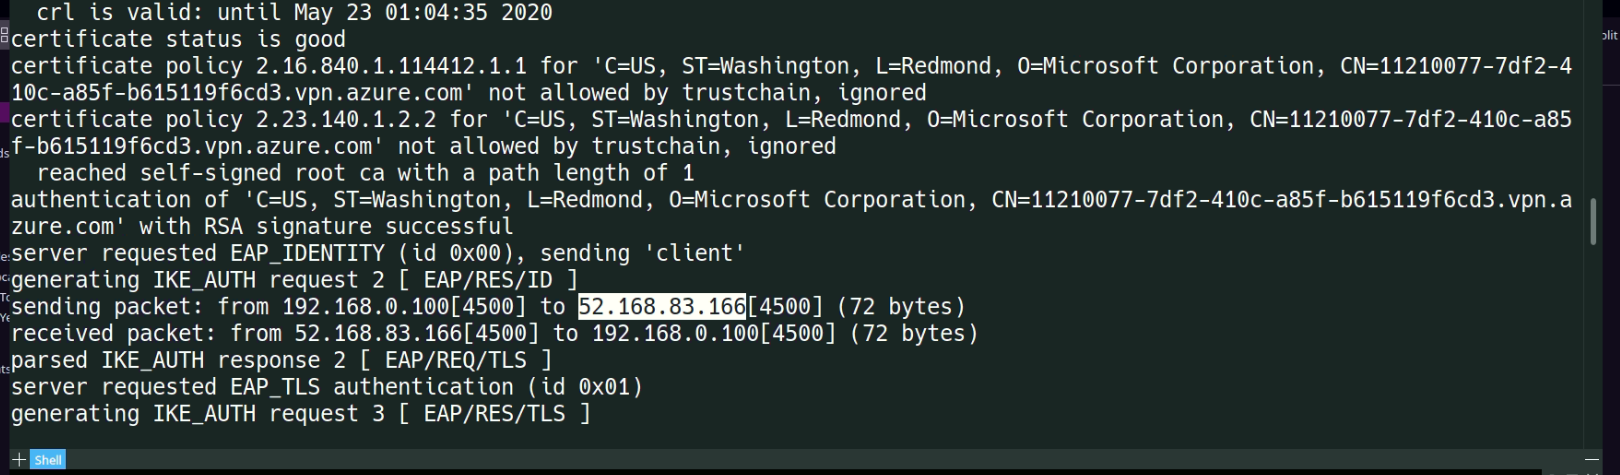 crl is valid: until May 23 01:04:35 2020
certificate status is good
certificate policy 2.16.840.1.114412.1.1 for 'C=US, ST=Washington, L=Redmond, O=Microsoft Corporation, CN=11210077-7df2-4
10c-a85f-b615119f6cd3.vpn.azure.com' not allowed by trustchain, ignored
certificate policy 2.23.140.1.2.2 for 'C=US, ST=Washington, L=Redmond, O=Microsoft Corporation, CN=11210077-7df2-410c-a85
f-b615119f6cd3.vpn.azure.com' not allowed by trustchain, ignored
  reached self-signed root ca with a path length of 1
authentication of 'C=US, ST=Washington, L=Redmond, O=Microsoft Corporation, CN=11210077-7df2-410c-a85f-b615119f6cd3.vpn.a
zure.com' with RSA signature successful
server requested EAP_IDENTITY (id 0x00), sending 'client'
generating IKE_AUTH request 2 [ EAP/RES/ID ]
sending packet: from 192.168.0.100[4500] to 52.168.83.166[4500] (72 bytes)
received packet: from 52.168.83.166[4500] to 192.168.0.100[4500] (72 bytes)
parsed IKE_AUTH response 2 [ EAP/REQ/TLS ]
server requested EAP_TLS authentication (id 0x01)
generating IKE_AUTH request 3 [ EAP/RES/TLS ]
Shell